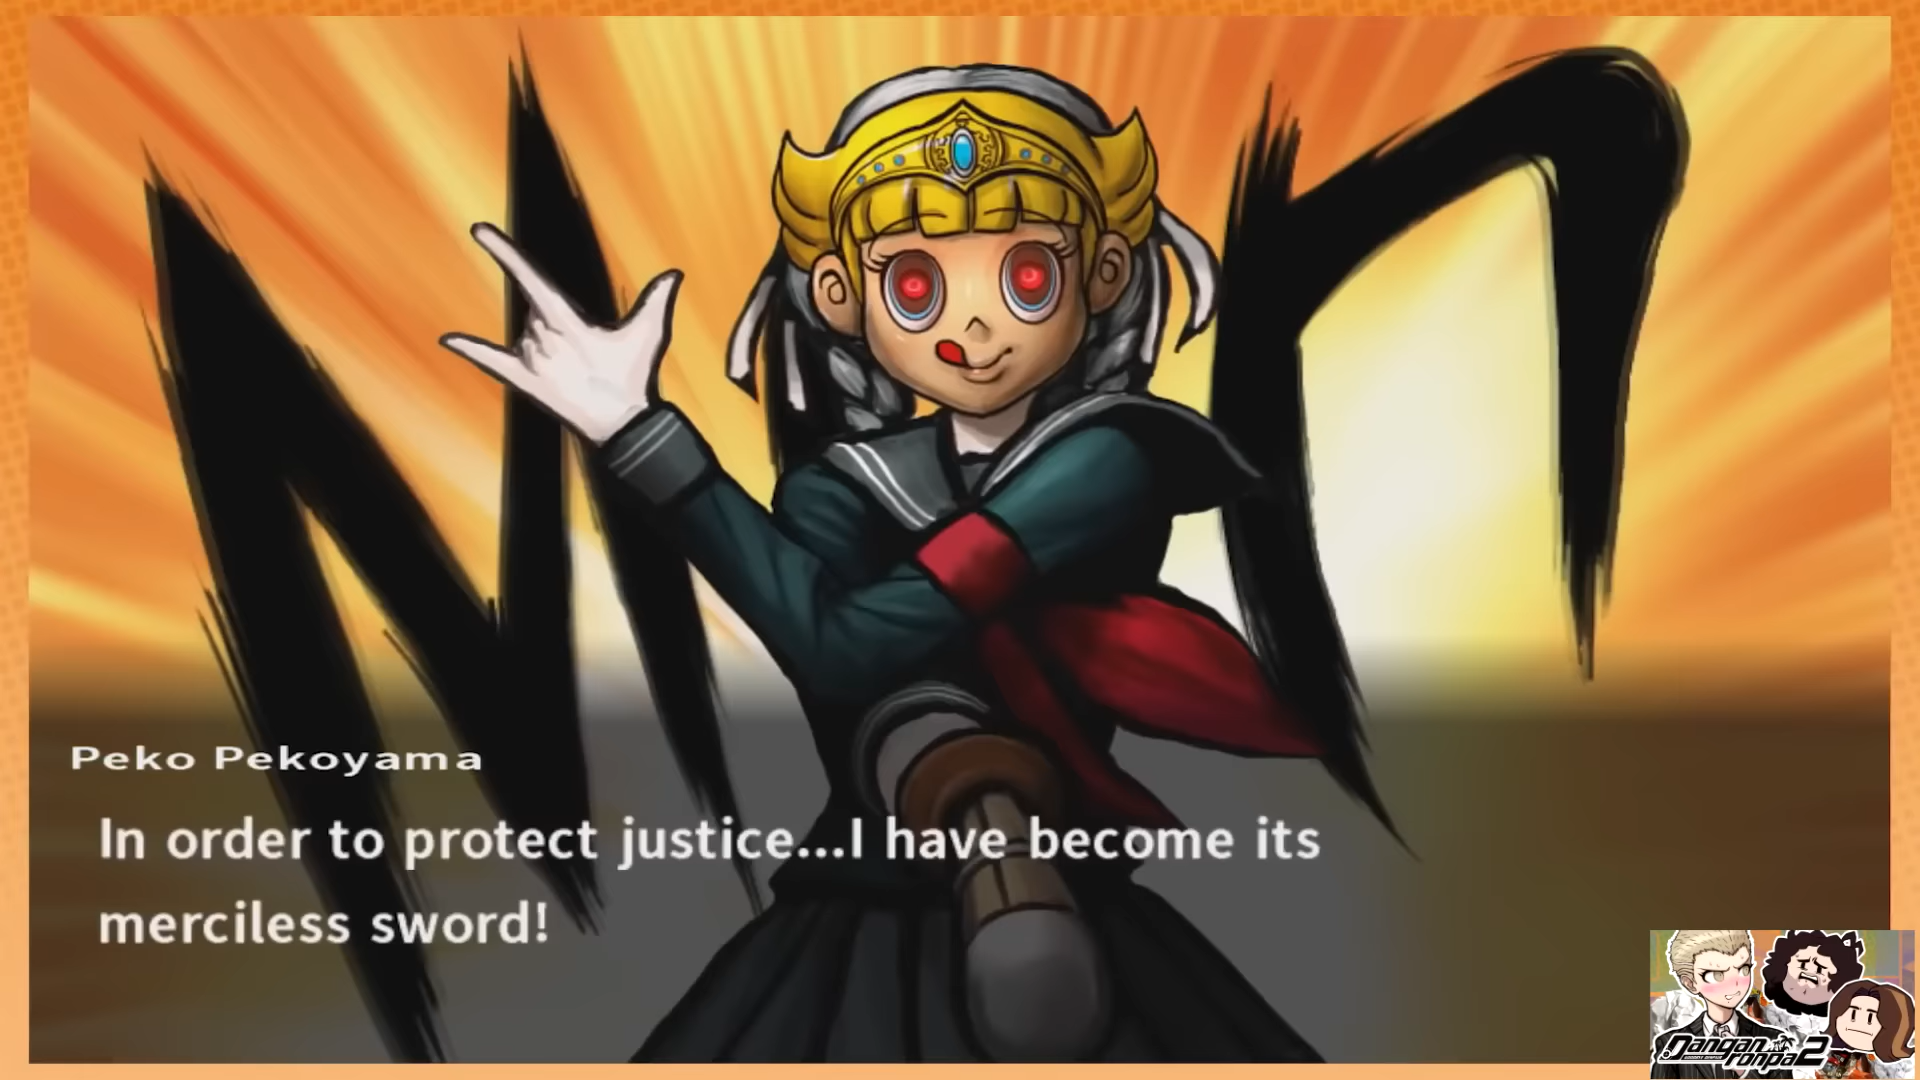 Peko Pekoyama
In order to protect justice...I have become its
merciless sword!
Danganronpa 2